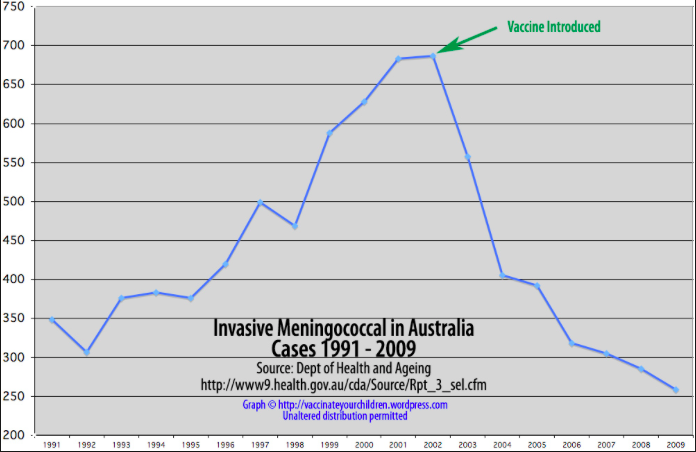 750
700
650
600
550
500
450
400
350
300
250
200
Vaccine Introduced
Invasive Meningococcal in Australia
Cases 1991 - 2009
Source: Dept of Health and Ageing
http://www9.health.gov.au/cda/Source/Rpt_3_sel.cfm
Graph © http://vaccinateyourchildren.wordpress.com
Unaltered distribution permitted
1991 1992 1993 1994 1995 1996 1997 1998 1999 2000 2001 2002 2003 2004 2005 2006 2007 2008 2009